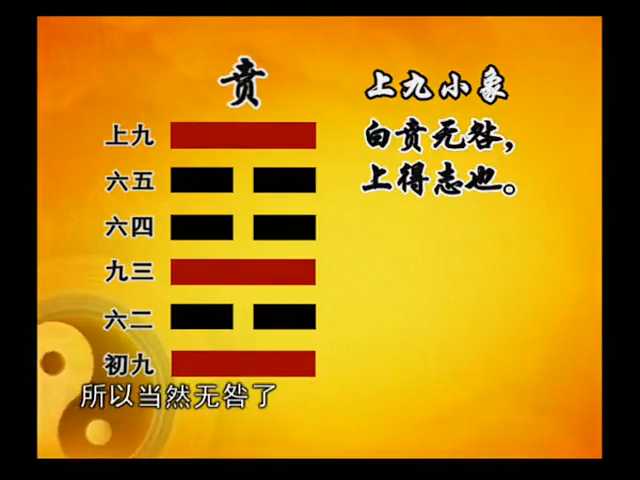 贲
上九
六五
六四
九三
六二
初九
上九小象
白贲无咎，
上得志也。
所以当然无咎了